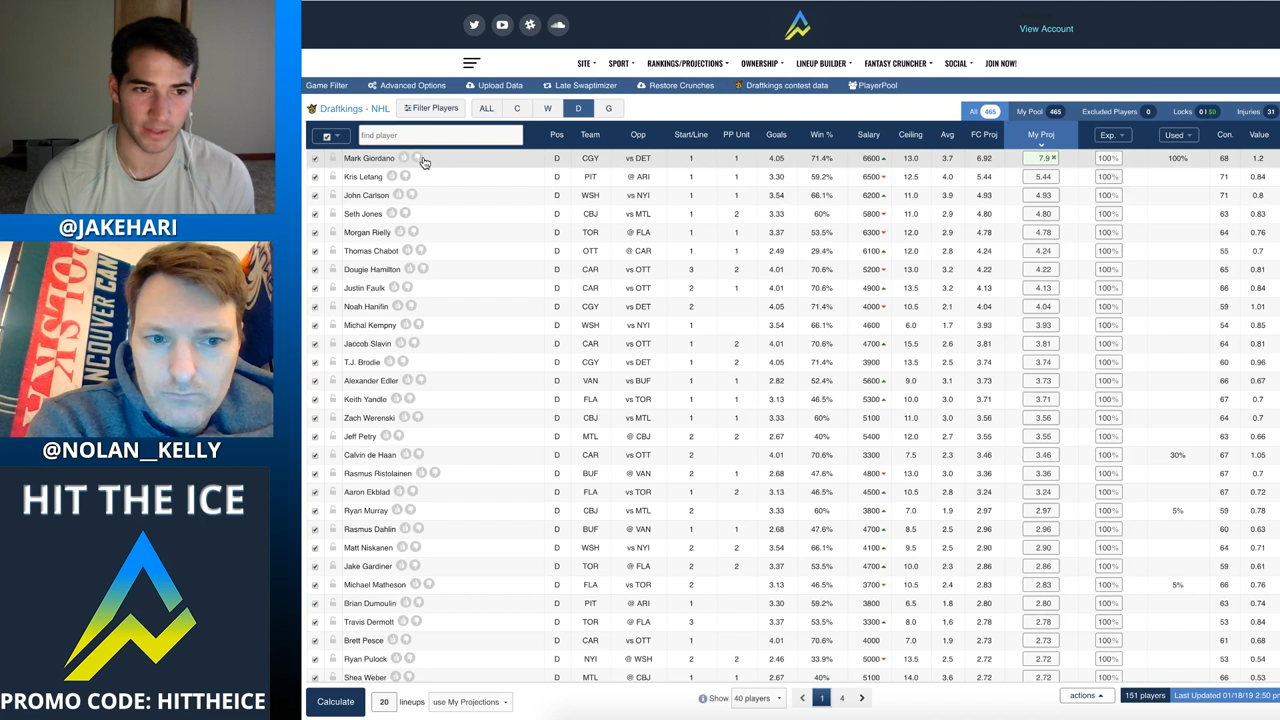 View Account
SITE SPORT RANKINGS/PROJECTIONS OWNERSHIP LINEUP BUILDER FANTASY CRUNCHER SOCIAL JOIN NOW!
Game Filter Advanced Options Upload Data Late Swaptimizer Restore Crunches Draftkings contest data PlayerPool
Draftkings - NHL Filter Players ALL C W D G All 465 My Pool 465 Excluded Players 0 Locks 0 | 50 Injuries 31
find player Pos Team Opp Start/Line PP Unit Goals Win % Salary Ceiling Avg FC Proj My Proj Exp. Used Con. Value
Mark Giordano D CGY vs DET 1 1 4.05 71.4% 6600 13.0 3.7 6.92 7.9 100% 100% 68 1.2
Kris Letang D PIT @ ARI 1 1 3.30 59.2% 6500 12.5 4.0 5.44 5.44 100% 71 0.84
John Carlson D WSH vs NYI 1 1 3.54 66.1% 6200 11.0 3.9 4.93 4.93 100% 71 0.8
Seth Jones D CBJ vs MTL 1 2 3.33 60% 5800 11.0 2.9 4.80 4.80 100% 63 0.83
Morgan Rielly D TOR @ FLA 1 1 3.37 53.5% 6300 12.0 2.9 4.78 4.78 100% 64 0.76
Thomas Chabot D OTT @ CAR 1 1 2.49 29.4% 6100 12.0 2.8 4.24 4.24 100% 55 0.7
Dougie Hamilton D CAR vs OTT 3 2 4.01 70.6% 5200 13.0 3.2 4.22 4.22 100% 65 0.81
Justin Faulk D CAR vs OTT 2 1 4.01 70.6% 4900 13.5 3.2 4.13 4.13 100% 66 0.84
Noah Hanifin D CGY vs DET 2 2 4.05 71.4% 4000 10.5 2.1 4.04 4.04 100% 59 1.01
Michal Kempny D WSH vs NYI 1 3.54 66.1% 4600 6.0 1.7 3.93 3.93 100% 54 0.85
Jaccob Slavin D CAR vs OTT 1 2 4.01 70.6% 4700 15.5 2.6 3.81 3.81 100% 64 0.81
T.J. Brodie D CGY vs DET 1 2 4.05 71.4% 3900 13.5 2.5 3.74 3.74 100% 60 0.96
Alexander Edler D VAN vs BUF 1 1 2.82 52.4% 5600 9.0 3.1 3.73 3.73 100% 66 0.67
Keith Yandle D FLA vs TOR 1 1 3.13 46.5% 5300 10.0 3.0 3.71 3.71 100% 67 0.7
Zach Werenski D CBJ vs MTL 1 1 3.33 60% 5100 11.0 3.0 3.56 3.56 100% 63 0.7
Jeff Petry D MTL @ CBJ 2 2 2.67 40% 5400 12.0 2.7 3.55 3.55 100% 63 0.66
Calvin de Haan D CAR vs OTT 2 4.01 70.6% 3300 7.5 2.3 3.46 3.46 100% 30% 67 1.05
Rasmus Ristolainen D BUF @ VAN 2 1 2.68 47.6% 4800 13.0 3.0 3.36 3.36 100% 67 0.7
Aaron Ekblad D FLA vs TOR 1 2 3.13 46.5% 4500 10.5 2.8 3.24 3.24 100% 67 0.72
Ryan Murray D CBJ vs MTL 2 3.33 60% 3800 7.0 1.9 2.97 2.97 100% 5% 59 0.78
Rasmus Dahlin D BUF @ VAN 1 1 2.68 47.6% 4700 8.5 2.5 2.96 2.96 100% 60 0.63
Matt Niskanen D WSH vs NYI 2 2 3.54 66.1% 4100 9.5 2.5 2.90 2.90 100% 64 0.71
Jake Gardiner D TOR @ FLA 2 2 3.37 53.5% 4700 10.0 2.3 2.86 2.86 100% 59 0.61
Michael Matheson D FLA vs TOR 2 3.13 46.5% 3700 10.5 2.4 2.83 2.83 100% 5% 66 0.76
Brian Dumoulin D PIT @ ARI 1 3.30 59.2% 3800 6.5 1.8 2.80 2.80 100% 63 0.74
Travis Dermott D TOR @ FLA 3 3.37 53.5% 3300 8.0 1.6 2.78 2.78 100% 53 0.84
Brett Pesce D CAR vs OTT 1 4.01 70.6% 4000 7.0 1.9 2.73 2.73 100% 61 0.68
Ryan Pulock D NYI @ WSH 2 2 2.46 33.9% 5000 13.5 2.5 2.72 2.72 100% 53 0.54
Shea Weber D MTL @ CBJ 1 1 2.67 40% 5100 14.0 3.6 2.72 2.72 100% 66 0.53
Calculate 20 lineups use My Projections Show 40 players 1 4 actions 151 players Last Updated 01/18/19 2:50 p
@JAKEHARI
@NOLAN__KELLY
HIT THE ICE
PROMO CODE: HITTHEICE